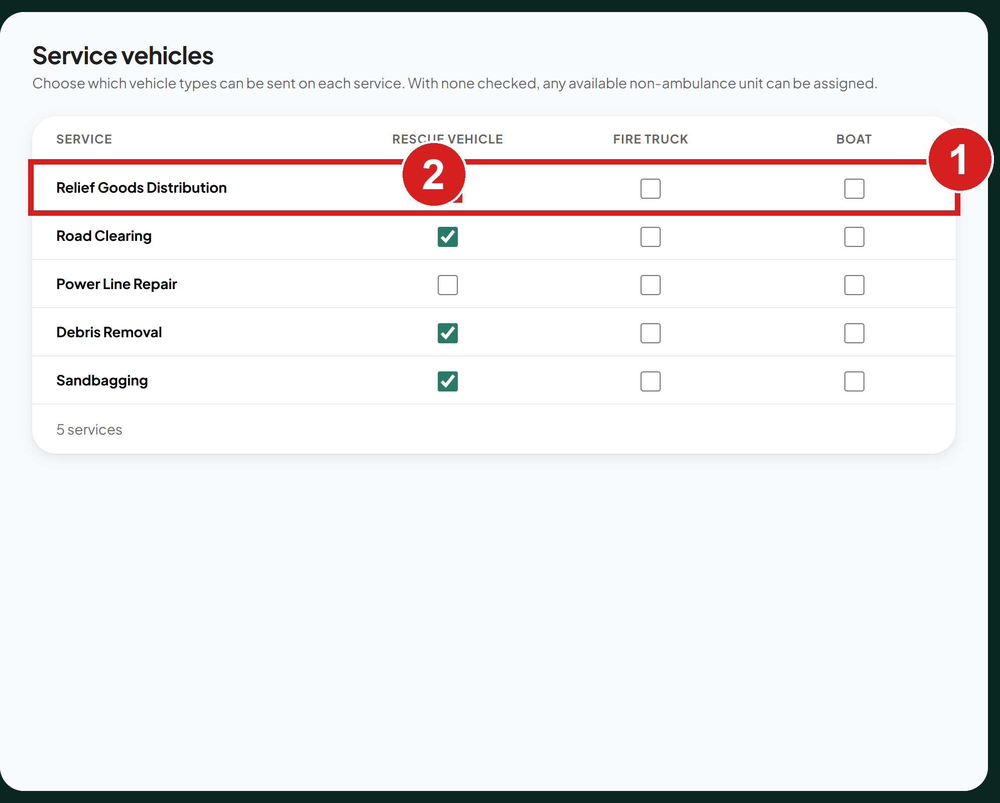 Service vehicles
Choose which vehicle types can be sent on each service. With none checked, any available non-ambulance unit can be assigned.
SERVICE RESCUE VEHICLE FIRE TRUCK BOAT
1
2
Relief Goods Distribution
Road Clearing
Power Line Repair
Debris Removal
Sandbagging
5 services